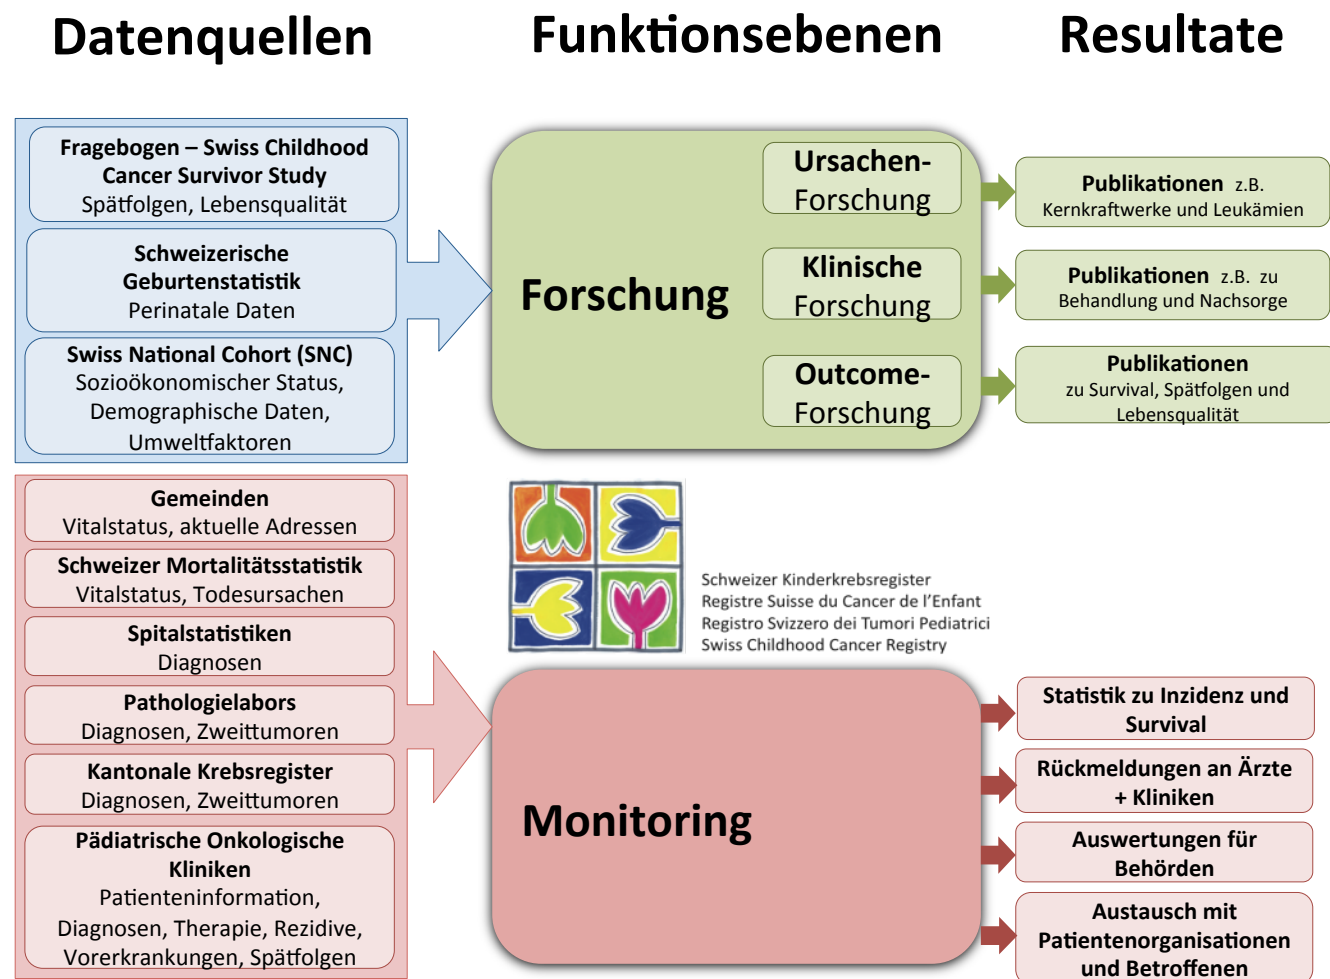 Datenquellen
Funktionsebenen
Resultate
Fragebogen – Swiss Childhood
Cancer Survivor Study
Spätfolgen, Lebensqualität
Schweizerische
Geburtenstatistik
Perinatale Daten
Swiss National Cohort (SNC)
Sozioökonomischer Status,
Demographische Daten,
Umweltfaktoren
Forschung
Ursachen-
Forschung
Klinische
Forschung
Outcome-
Forschung
Publikationen z.B.
Kernkraftwerke und Leukämien
Publikationen z.B. zu
Behandlung und Nachsorge
Publikationen
zu Survival, Spätfolgen und
Lebensqualität
Gemeinden
Vitalstatus, aktuelle Adressen
Schweizer Mortalitätsstatistik
Vitalstatus, Todesursachen
Spitalstatistiken
Diagnosen
Pathologielabors
Diagnosen, Zweittumoren
Kantonale Krebsregister
Diagnosen, Zweittumoren
Pädiatrische Onkologische
Kliniken
Patienteninformation,
Diagnosen, Therapie, Rezidive,
Vorerkrankungen, Spätfolgen
Schweizer Kinderkrebsregister
Registre Suisse du Cancer de l'Enfant
Registro Svizzero dei Tumori Pediatrici
Swiss Childhood Cancer Registry
Monitoring
Statistik zu Inzidenz und
Survival
Rückmeldungen an Ärzte
+ Kliniken
Auswertungen für
Behörden
Austausch mit
Patientenorganisationen
und Betroffenen